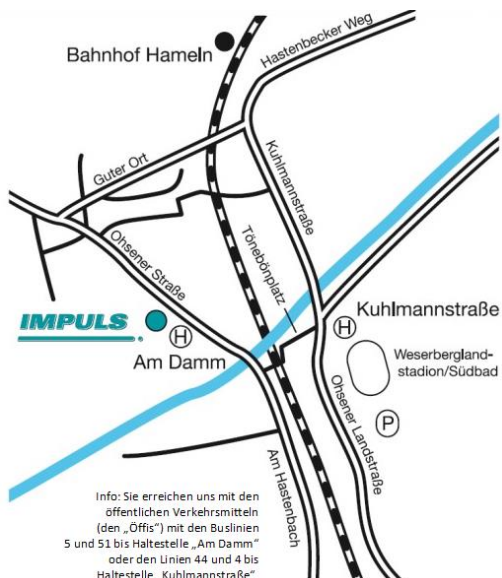 Bahnhof Hameln
Hastenbecker Weg
Guter Ort
Kuhlmannstraße
Tönebönplatz
Ohsener Straße
IMPULS
H
Am Damm
H
Kuhlmannstraße
Weserbergland-
stadion/Südbad
P
Ohsener Landstraße
Am Hastenbach
Info: Sie erreichen uns mit den
öffentlichen Verkehrsmitteln
(den „Öffis“) mit den Buslinien
5 und 51 bis Haltestelle „Am Damm“
oder den Linien 44 und 4 bis
Haltestelle „Kuhlmannstraße“.